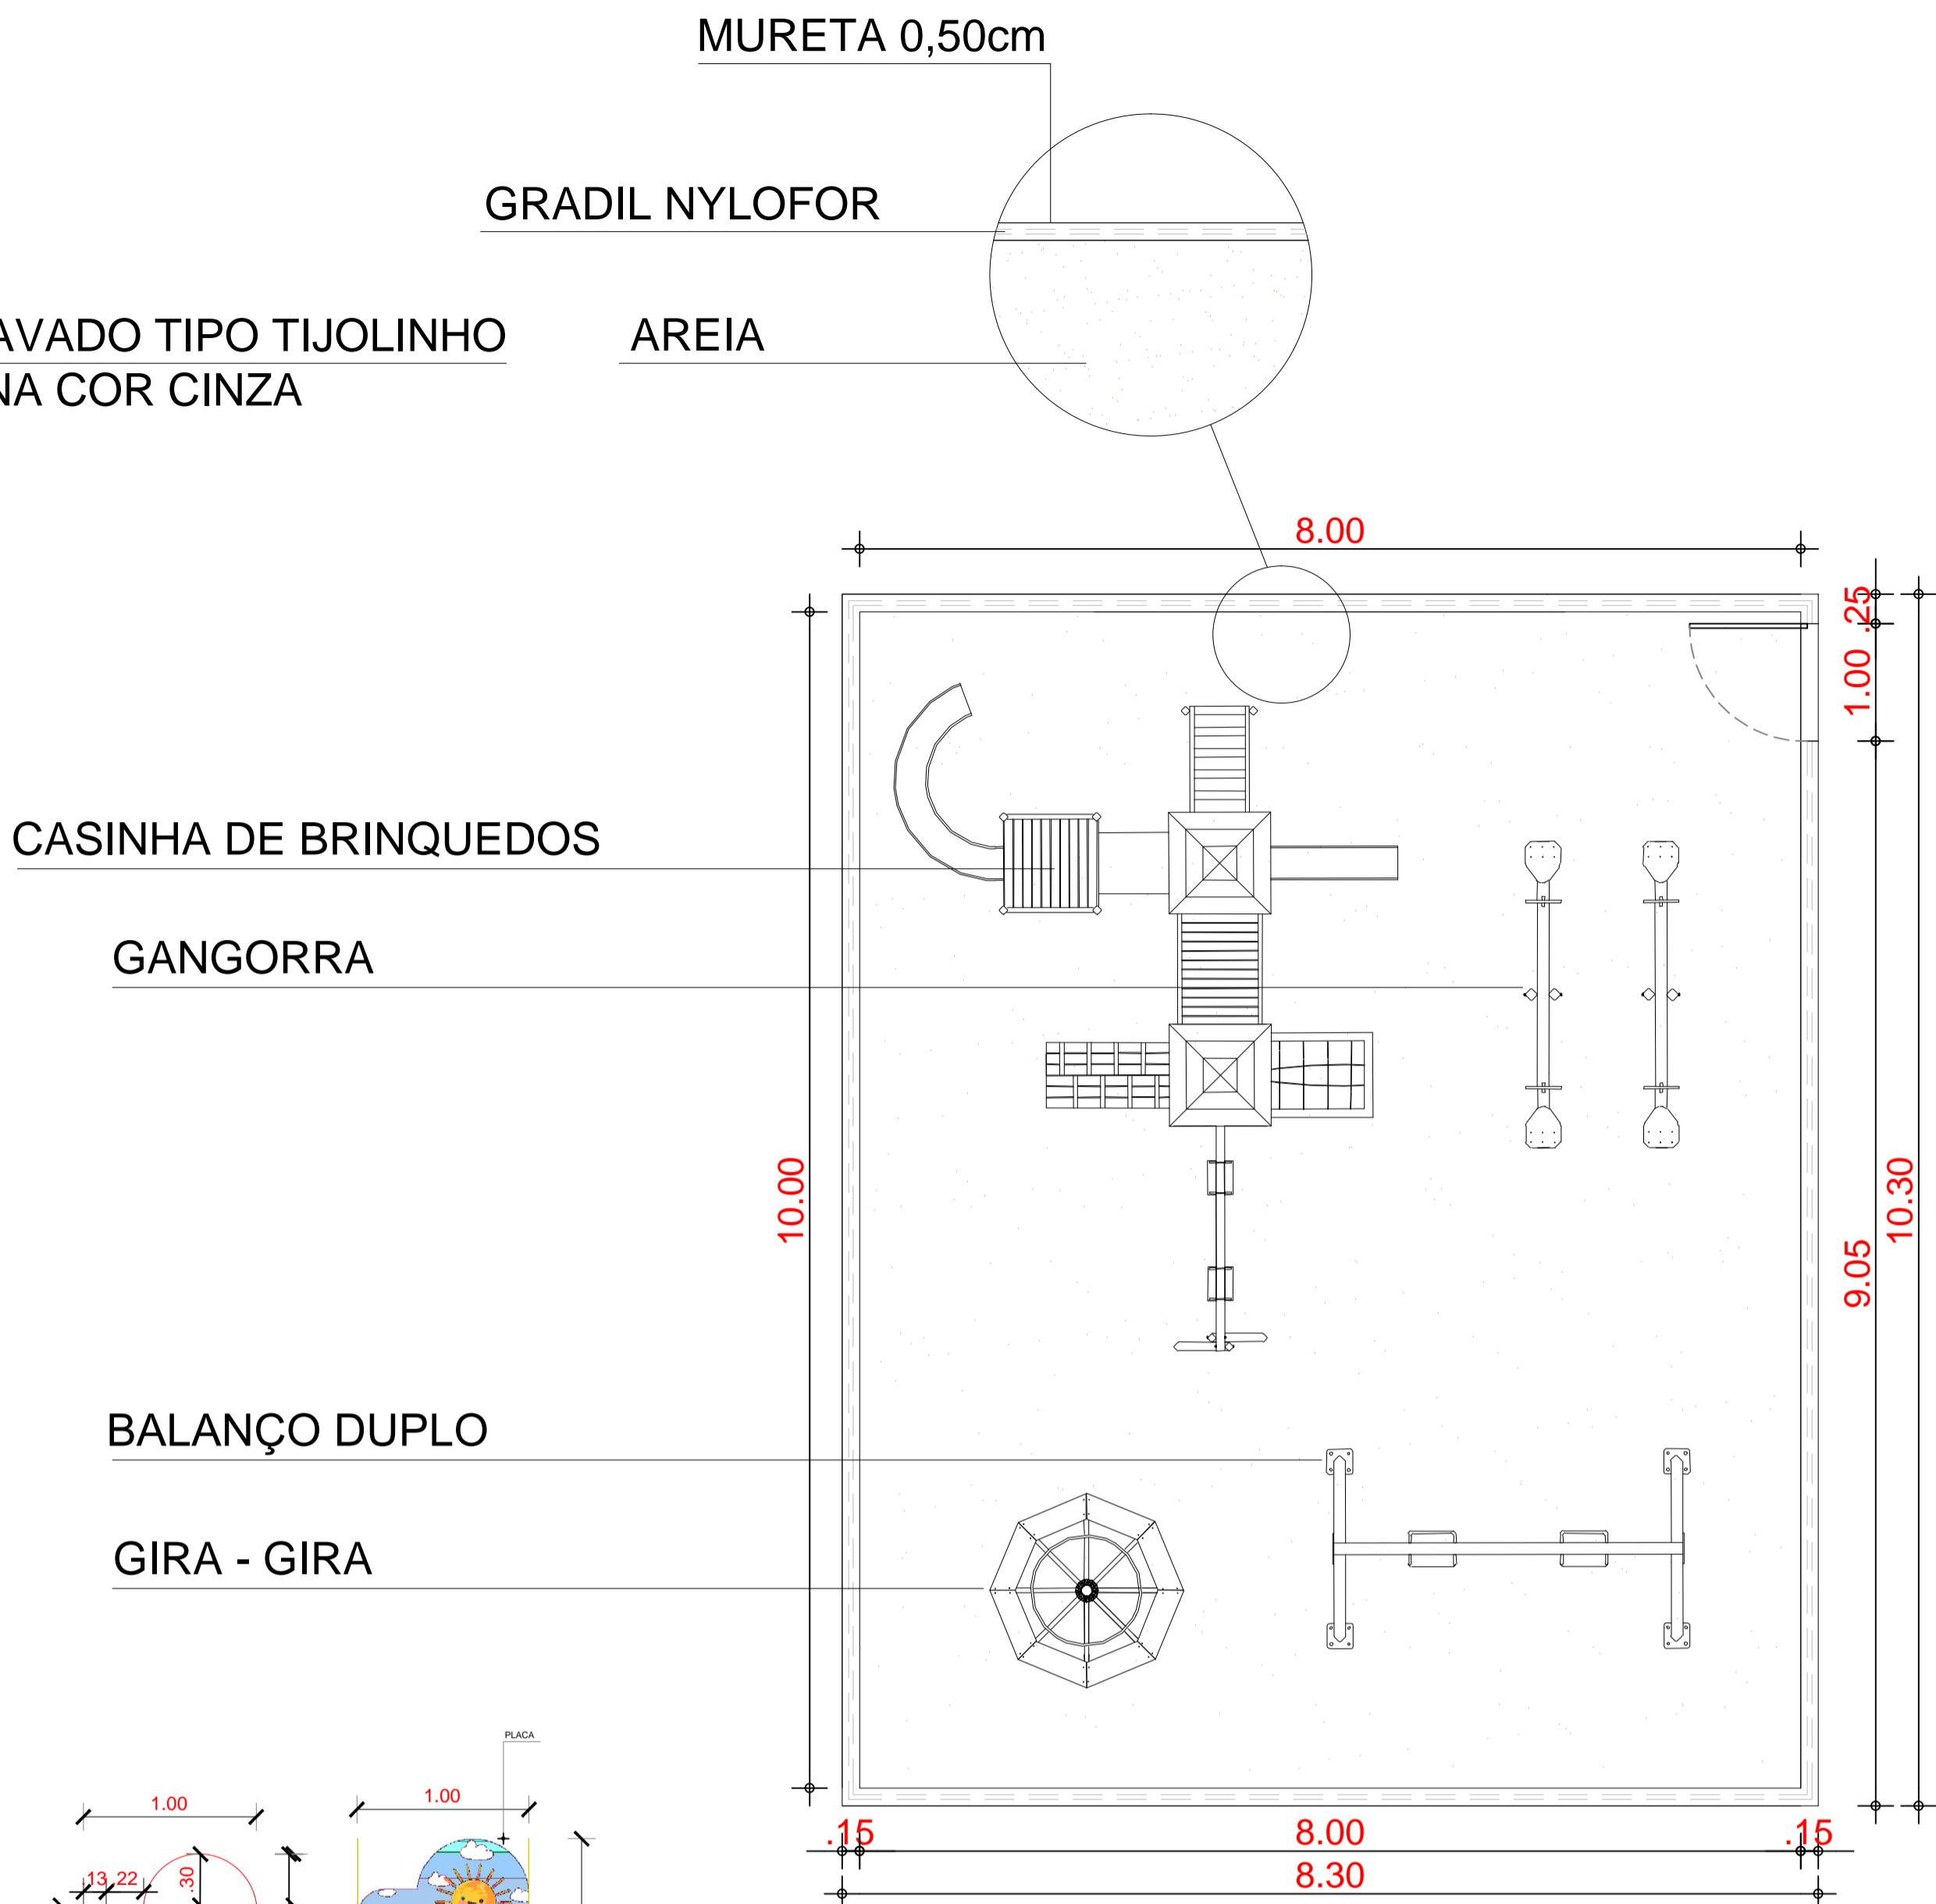 MURETA 0,50cm
GRADIL NYLOFOR
AVADO TIPO TIJOLINHO
AREIA
NA COR CINZA
8.00
.25
1.00
CASINHA DE BRINQUEDOS
GANGORRA
10.00
10.30
9.05
BALANÇO DUPLO
GIRA - GIRA
PLACA
1.00
1.00
.15
8.00
.15
8.30
.13
.22
.30